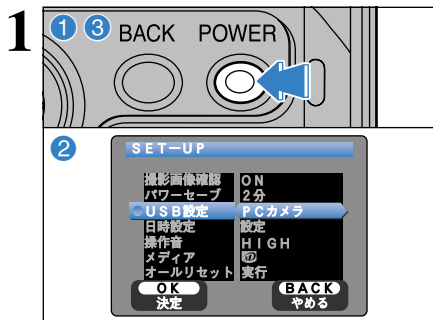 1
① ③ BACK POWER
②
SET-UP
撮影画像確認 ON
パワーセーブ 2分
USB設定 PCカメラ
日時設定 設定
操作音 HIGH
メディア
オールリセット 実行
OK BACK
決定 やめる